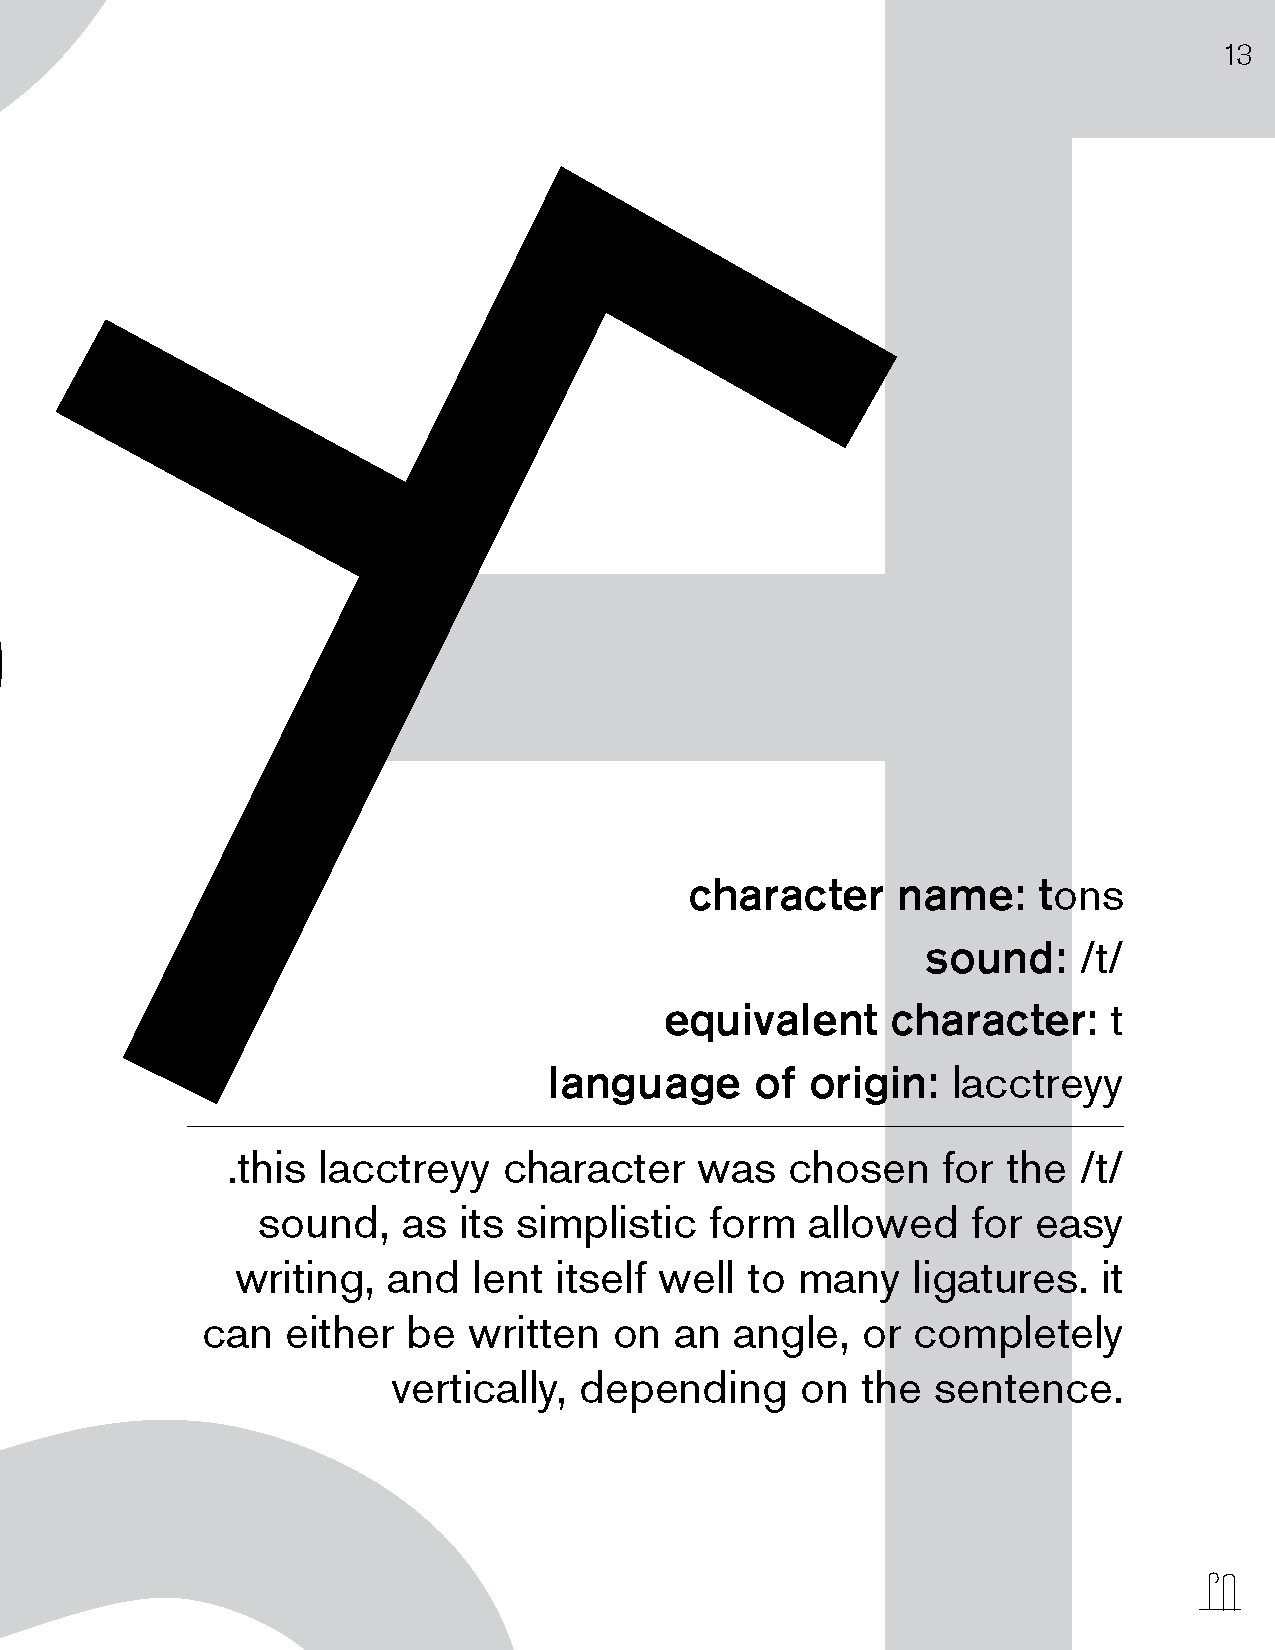 13
character name: tons
sound: /t/
equivalent character: t
language of origin: lacctreyy
.this lacctreyy character was chosen for the /t/
sound, as its simplistic form allowed for easy
writing, and lent itself well to many ligatures. it
can either be written on an angle, or completely
vertically, depending on the sentence.